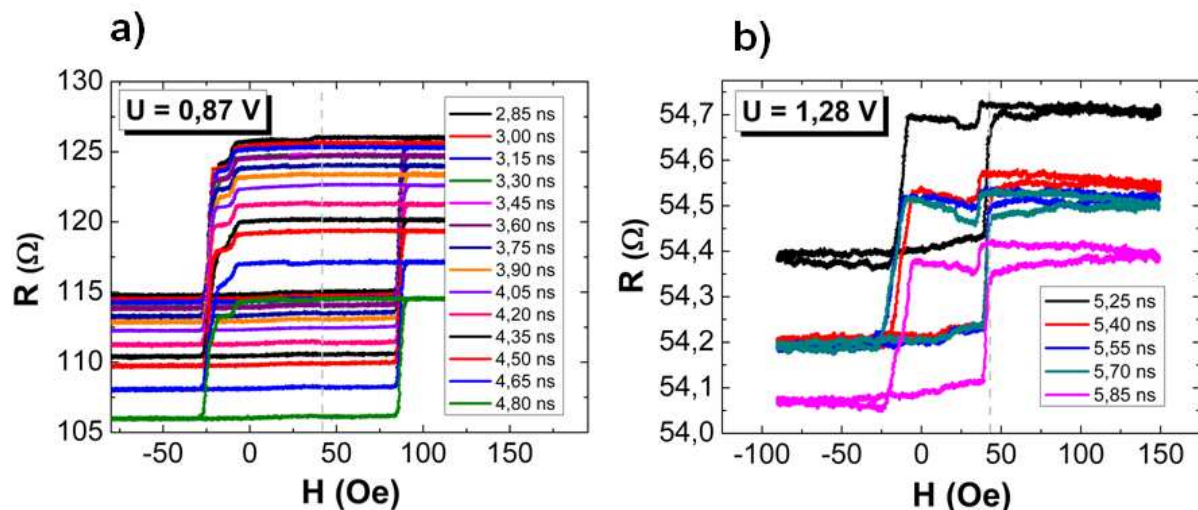 a)
U = 0,87 V
130
125
120
115
110
105
R (Ω)
-50
0
50
100
H (Oe)
2,85 ns
3,00 ns
3,15 ns
3,30 ns
3,45 ns
3,60 ns
3,75 ns
3,90 ns
4,05 ns
4,20 ns
4,35 ns
4,50 ns
4,65 ns
4,80 ns
b)
U = 1,28 V
54,7
54,6
54,5
54,4
54,3
54,2
54,1
54,0
R (Ω)
-100
-50
0
50
100
150
H (Oe)
5,25 ns
5,40 ns
5,55 ns
5,70 ns
5,85 ns